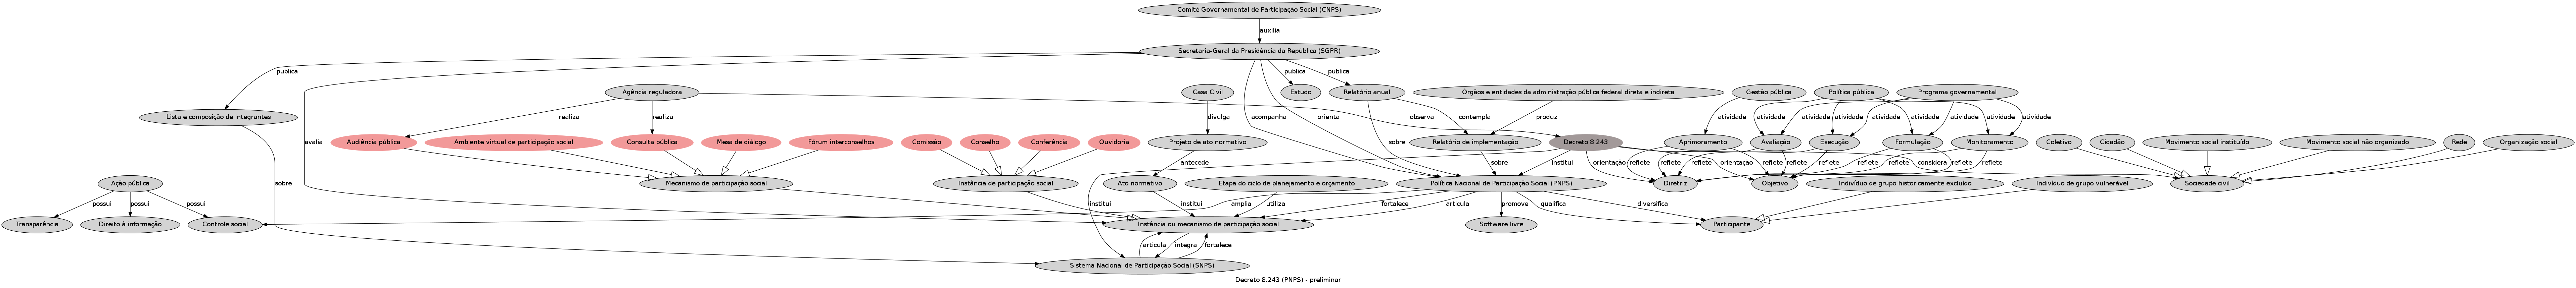 Comitê Governamental de Participação Social (CNPS)
auxilia
Secretaria-Geral da Presidência da República (SGPR)
publica
publica
publica
Agência reguladora
Casa Civil
acompanha
Estudo
orienta
Relatório anual
Órgãos e entidades da administração pública federal direta e indireta
Gestão pública
Política pública
Programa governamental
Lista e composição de integrantes
realiza
realiza
observa
divulga
contempla
produz
atividade
atividade
atividade
atividade
atividade
atividade
atividade
atividade
atividade
avalia
Audiência pública
Ambiente virtual de participação social
Consulta pública
Mesa de diálogo
Fórum interconselhos
Comissão
Conselho
Conferência
Ouvidoria
Projeto de ato normativo
sobre
Relatório de implementação
Decreto 8.243
Aprimoramento
Avaliação
Execução
Formulação
Monitoramento
Coletivo
Cidadão
Movimento social instituído
Movimento social não organizado
Rede
Organização social
antecede
sobre
institui
orientação
reflete
reflete
reflete
orientação
reflete
reflete
reflete
reflete
considera
reflete
reflete
sobre
Ação pública
Mecanismo de participação social
Instância de participação social
Ato normativo
Etapa do ciclo de planejamento e orçamento
Política Nacional de Participação Social (PNPS)
Diretriz
Objetivo
Indivíduo de grupo historicamente excluído
Indivíduo de grupo vulnerável
Sociedade civil
possui
possui
possui
institui
institui
amplia
utiliza
fortalece
articula
promove
qualifica
diversifica
Transparência
Direito à informação
Controle social
Instância ou mecanismo de participação social
Software livre
Participante
articula
integra
fortalece
Sistema Nacional de Participação Social (SNPS)
Decreto 8.243 (PNPS) - preliminar